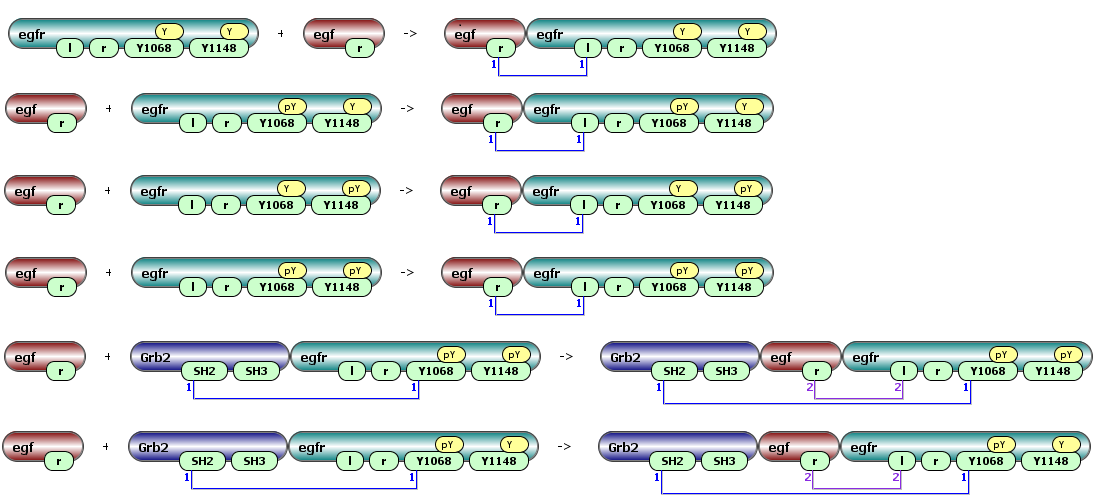 egfr Y Y + egf -> egf egfr Y Y
l r Y1068 Y1148 r r l r Y1068 Y1148
1 1
egf + egfr pY Y -> egf egfr pY Y
r l r Y1068 Y1148 r l r Y1068 Y1148
1 1
egf + egfr Y pY -> egf egfr Y pY
r l r Y1068 Y1148 r l r Y1068 Y1148
1 1
egf + egfr pY pY -> egf egfr pY pY
r l r Y1068 Y1148 r l r Y1068 Y1148
1 1
egf + Grb2 egfr pY pY -> Grb2 egf egfr pY pY
r SH2 SH3 l r Y1068 Y1148 SH2 SH3 r l r Y1068 Y1148
1 1 1 2 2 1
egf + Grb2 egfr pY Y -> Grb2 egf egfr pY Y
r SH2 SH3 l r Y1068 Y1148 SH2 SH3 r l r Y1068 Y1148
1 1 1 2 2 1